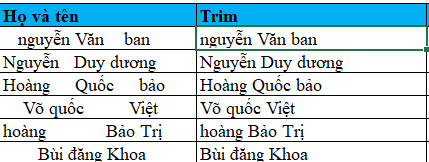 Họ và tên Trim
nguyễn Văn ban nguyễn Văn ban
Nguyễn Duy dương Nguyễn Duy dương
Hoàng Quốc bảo Hoàng Quốc bảo
Võ quốc Việt Võ quốc Việt
hoàng Bảo Trị hoàng Bảo Trị
Bùi đăng Khoa Bùi đăng Khoa